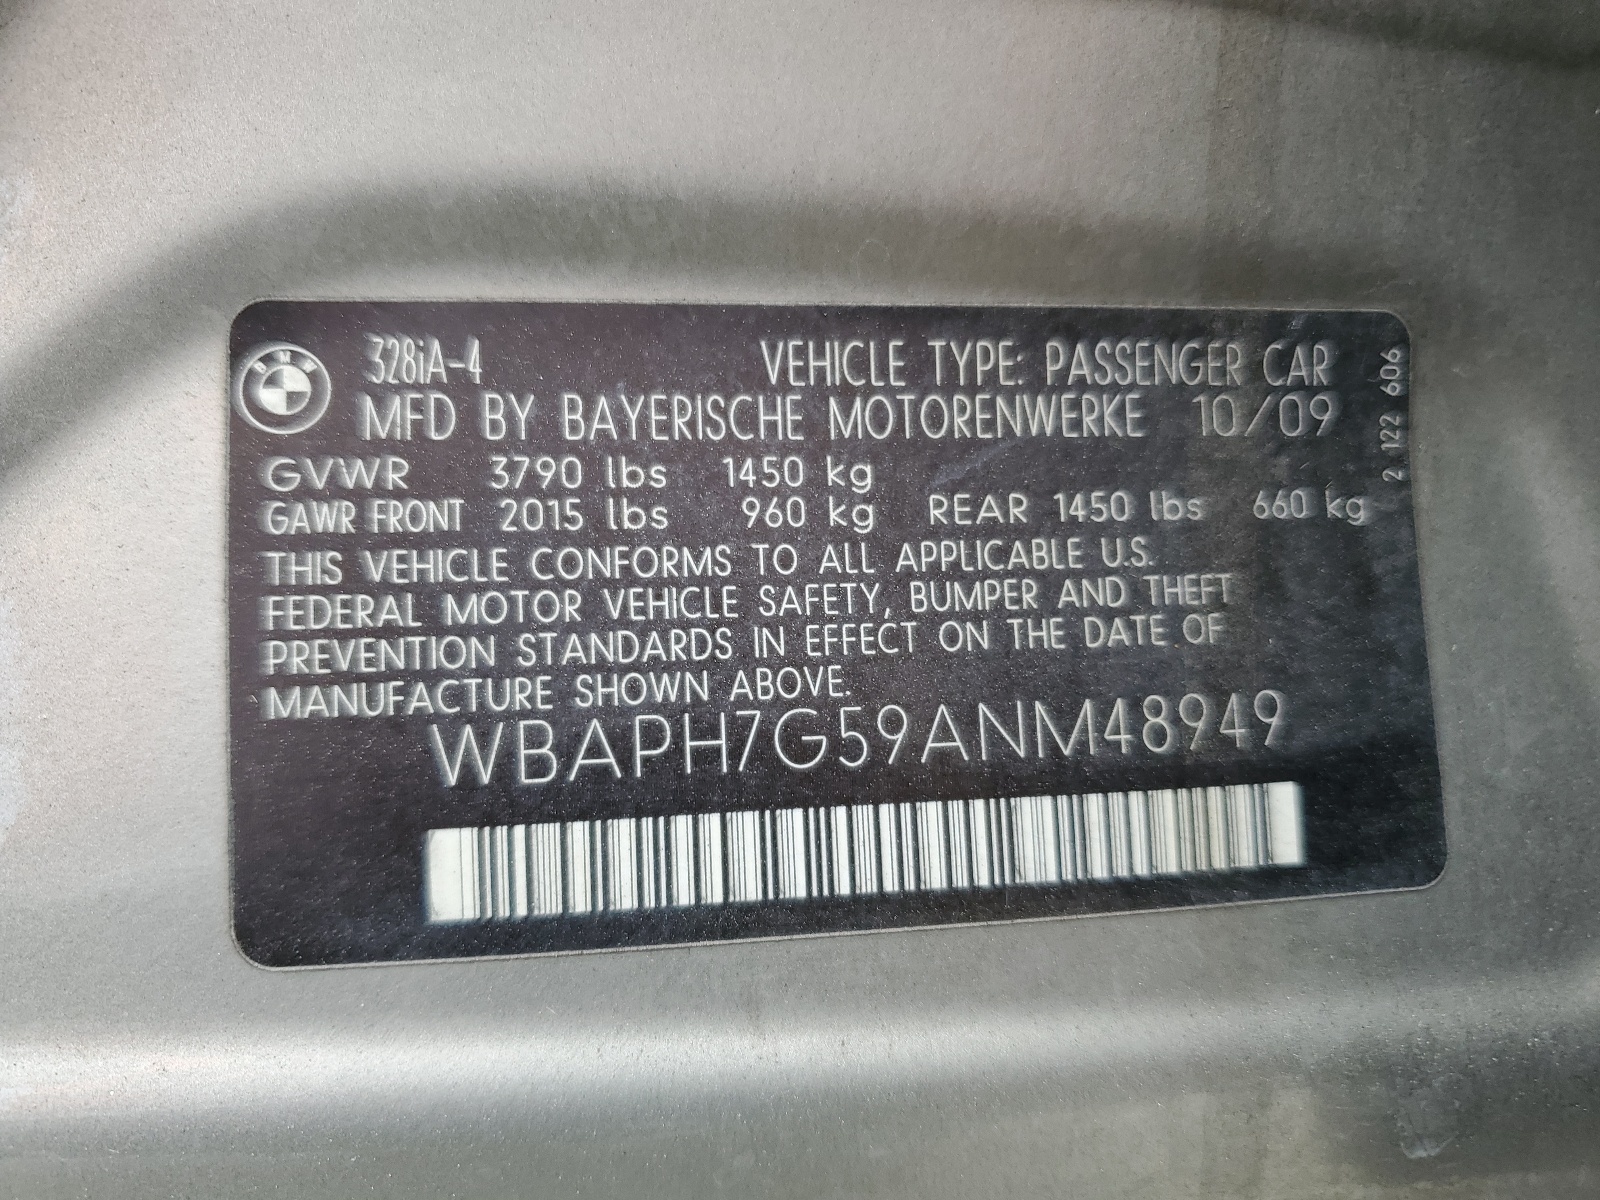 BMW
328iA-4 VEHICLE TYPE: PASSENGER CAR
MFD BY BAYERISCHE MOTORENWERKE 10/09
GVWR 3790 lbs 1450 kg
GAWR FRONT 2015 lbs 960 kg REAR 1450 lbs 660 kg
THIS VEHICLE CONFORMS TO ALL APPLICABLE U.S.
FEDERAL MOTOR VEHICLE SAFETY, BUMPER AND THEFT
PREVENTION STANDARDS IN EFFECT ON THE DATE OF
MANUFACTURE SHOWN ABOVE.
WBAPH7G59ANM48949
2 122 606